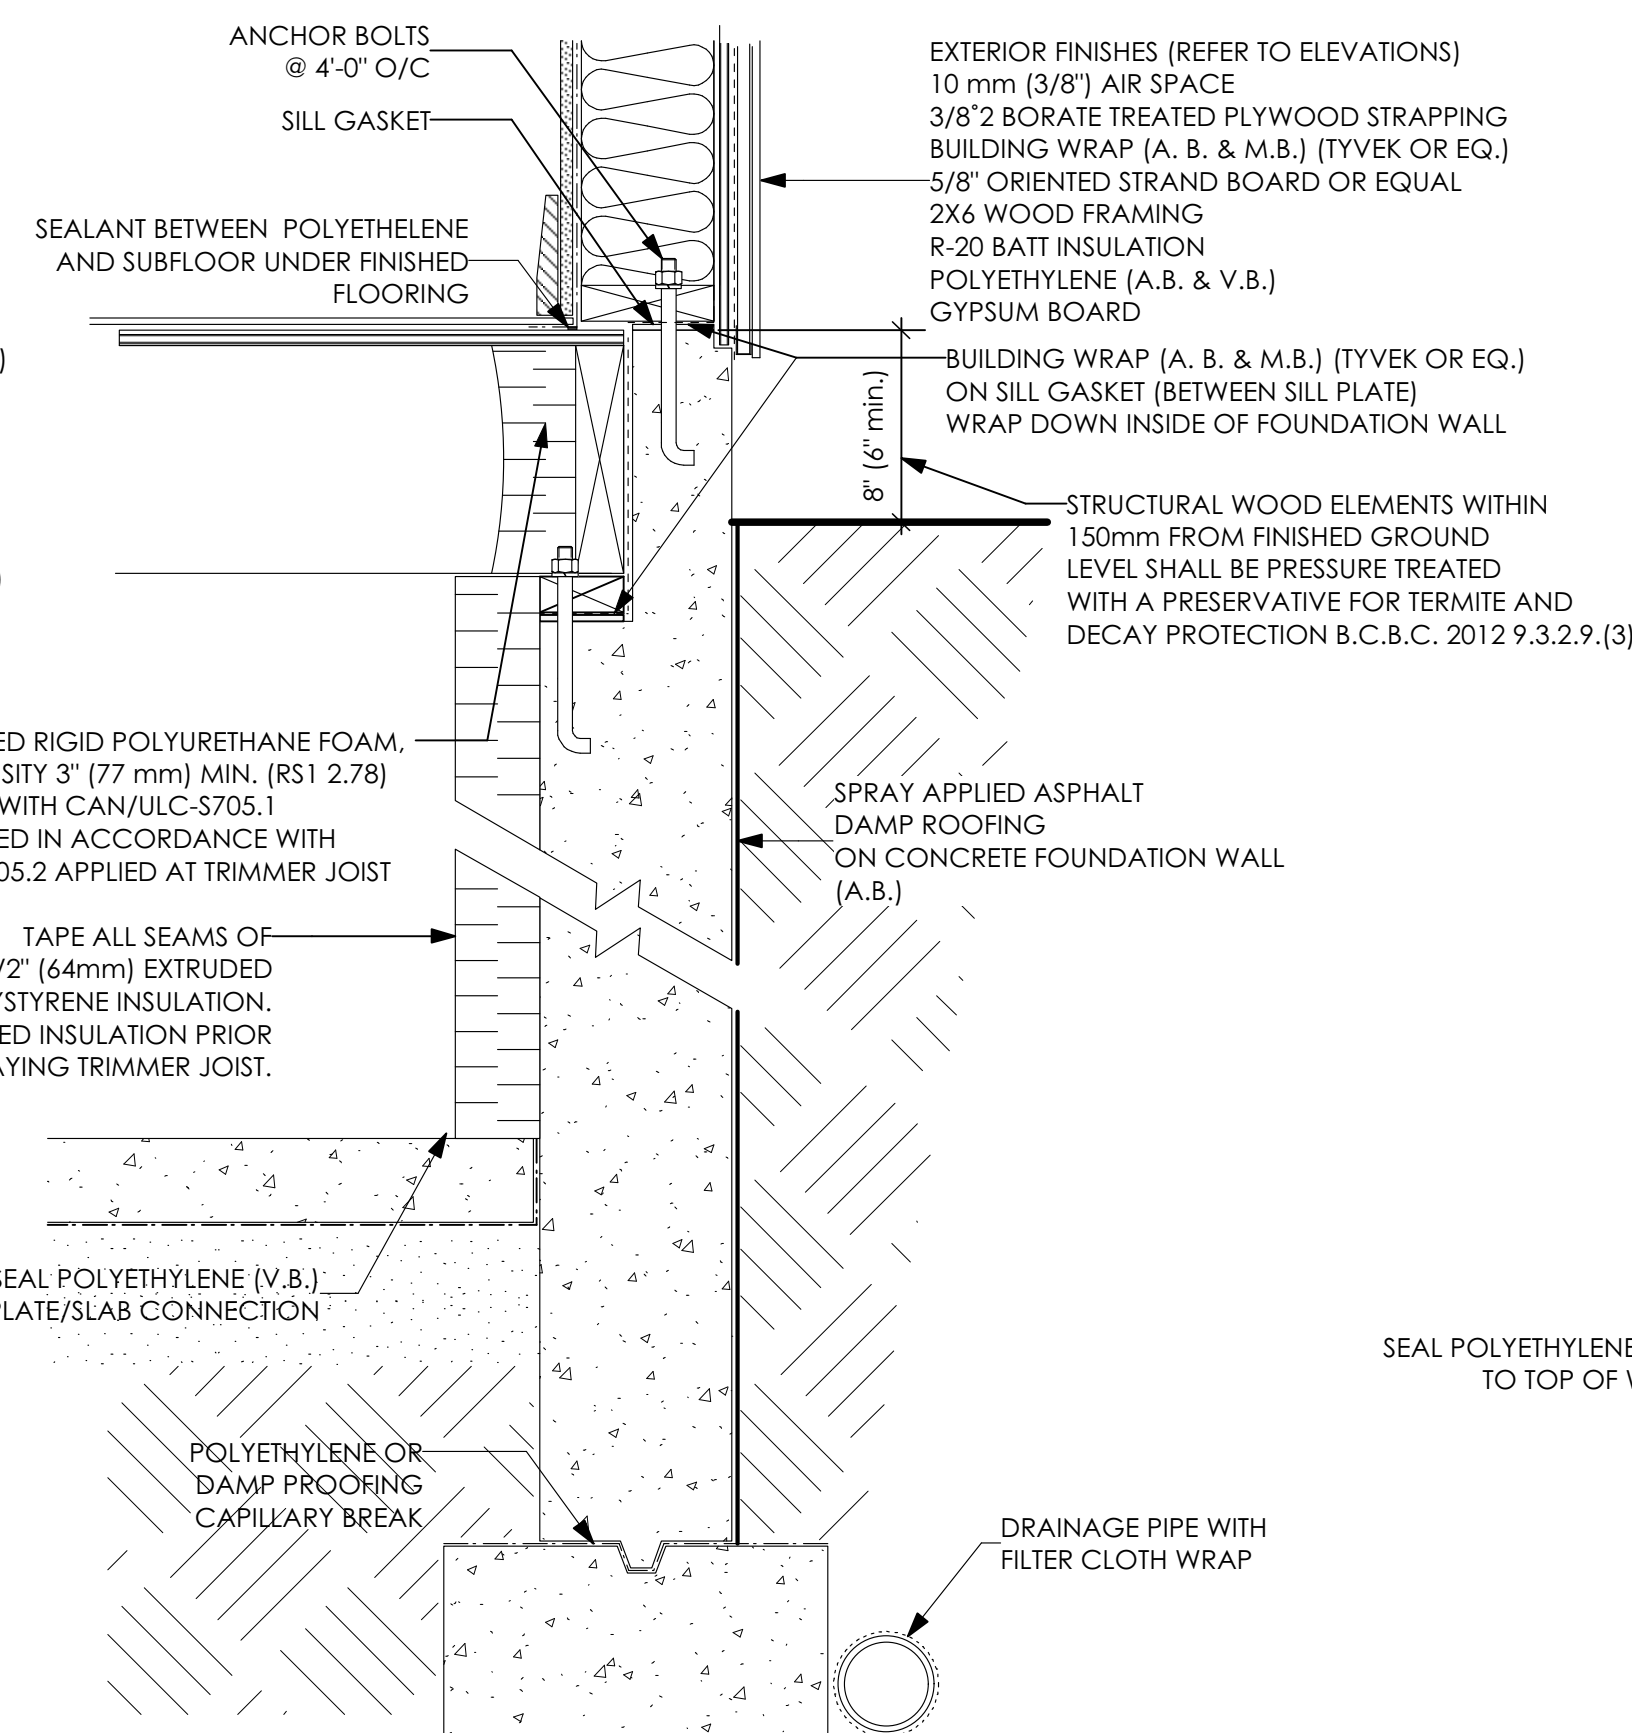 ANCHOR BOLTS
@ 4'-0" O/C
SILL GASKET
SEALANT BETWEEN POLYETHELENE
AND SUBFLOOR UNDER FINISHED
FLOORING
EXTERIOR FINISHES (REFER TO ELEVATIONS)
10 mm (3/8") AIR SPACE
3/8°2 BORATE TREATED PLYWOOD STRAPPING
BUILDING WRAP (A. B. & M.B.) (TYVEK OR EQ.)
5/8" ORIENTED STRAND BOARD OR EQUAL
2X6 WOOD FRAMING
R-20 BATT INSULATION
POLYETHYLENE (A.B. & V.B.)
GYPSUM BOARD
)
BUILDING WRAP (A. B. & M.B.) (TYVEK OR EQ.)
ON SILL GASKET (BETWEEN SILL PLATE)
WRAP DOWN INSIDE OF FOUNDATION WALL
8" (6" min.)
STRUCTURAL WOOD ELEMENTS WITHIN
150mm FROM FINISHED GROUND
LEVEL SHALL BE PRESSURE TREATED
WITH A PRESERVATIVE FOR TERMITE AND
DECAY PROTECTION B.C.B.C. 2012 9.3.2.9.(3)
)
ED RIGID POLYURETHANE FOAM,
SITY 3" (77 mm) MIN. (RS1 2.78)
WITH CAN/ULC-S705.1
ED IN ACCORDANCE WITH
05.2 APPLIED AT TRIMMER JOIST
SPRAY APPLIED ASPHALT
DAMP ROOFING
ON CONCRETE FOUNDATION WALL
(A.B.)
TAPE ALL SEAMS OF
/2" (64mm) EXTRUDED
YSTYRENE INSULATION.
ED INSULATION PRIOR
AYING TRIMMER JOIST.
SEAL POLYETHYLENE (V.B.)
PLATE/SLAB CONNECTION
SEAL POLYETHYLENE
TO TOP OF
POLYETHYLENE OR
DAMP PROOFING
CAPILLARY BREAK
DRAINAGE PIPE WITH
FILTER CLOTH WRAP